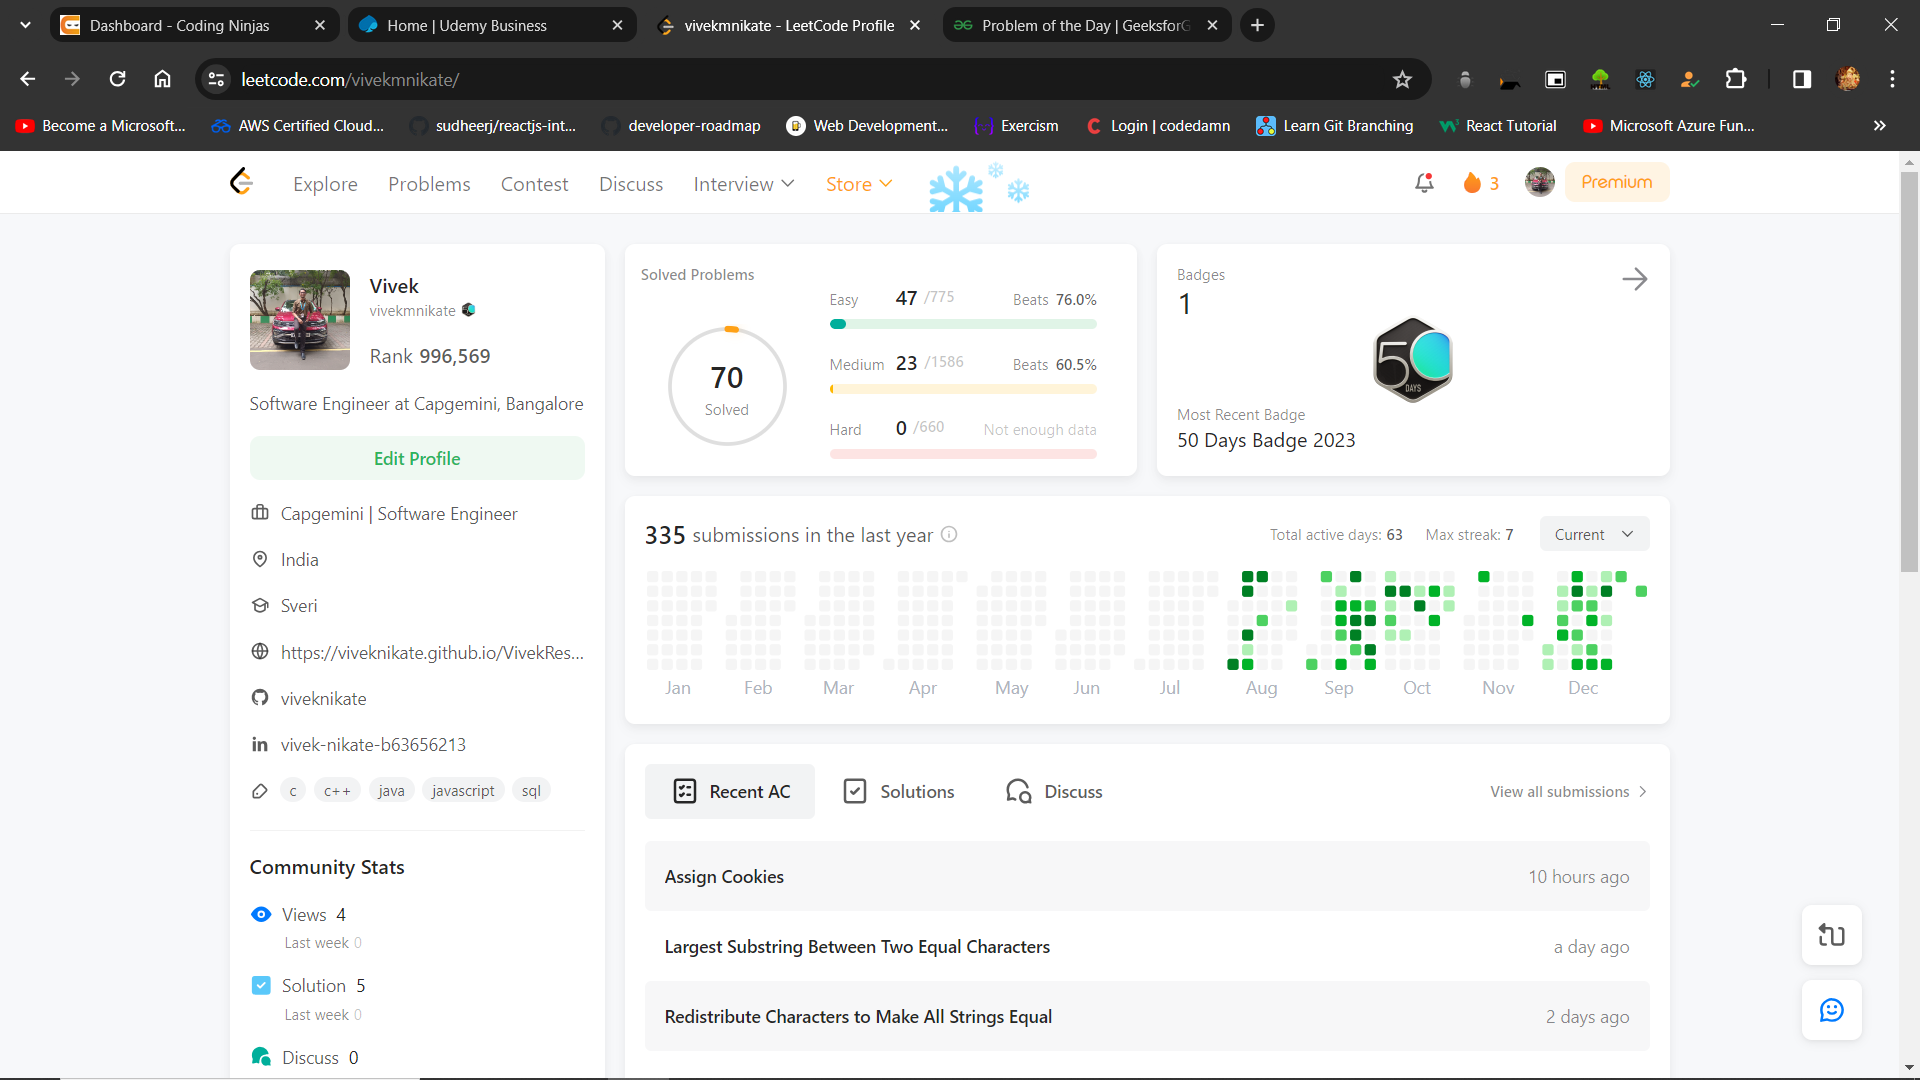 Dashboard - Coding Ninjas
Home | Udemy Business
vivekmnikate - LeetCode Profile
Problem of the Day | GeeksforG
leetcode.com/vivekmnikate/
Become a Microsoft...
AWS Certified Cloud...
sudheerj/reactjs-int...
developer-roadmap
Web Development...
Exercism
Login | codedamn
Learn Git Branching
React Tutorial
Microsoft Azure Fun...
Explore
Problems
Contest
Discuss
Interview
Store
3
Premium
Vivek
vivekmnikate
Rank 996,569
Software Engineer at Capgemini, Bangalore
Edit Profile
Capgemini | Software Engineer
India
Sveri
https://viveknikate.github.io/VivekRes...
viveknikate
vivek-nikate-b63656213
c c++ java javascript sql
Community Stats
Views 4
Last week 0
Solution 5
Last week 0
Discuss 0
Solved Problems
70
Solved
Easy 47 /775 Beats 76.0%
Medium 23 /1586 Beats 60.5%
Hard 0 /660 Not enough data
Badges
1
50
DAYS
Most Recent Badge
50 Days Badge 2023
335 submissions in the last year
Total active days: 63 Max streak: 7
Current
Jan Feb Mar Apr May Jun Jul Aug Sep Oct Nov Dec
Recent AC
Solutions
Discuss
View all submissions
Assign Cookies 10 hours ago
Largest Substring Between Two Equal Characters a day ago
Redistribute Characters to Make All Strings Equal 2 days ago